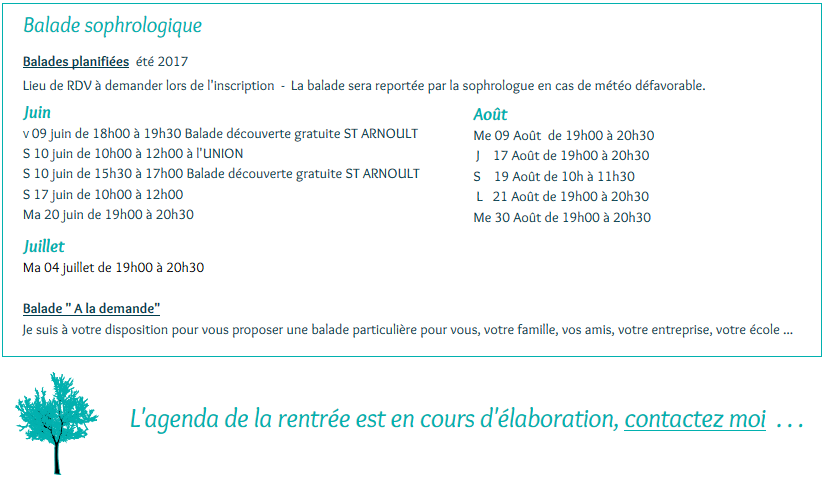 Balade sophrologique
Balades planifiées été 2017
Lieu de RDV à demander lors de l'inscription - La balade sera reportée par la sophrologue en cas de météo défavorable.
Juin
v 09 juin de 18h00 à 19h30 Balade découverte gratuite ST ARNOULT
S 10 juin de 10h00 à 12h00 à l'UNION
S 10 juin de 15h30 à 17h00 Balade découverte gratuite ST ARNOULT
S 17 juin de 10h00 à 12h00
Ma 20 juin de 19h00 à 20h30
Juillet
Ma 04 juillet de 19h00 à 20h30
Août
Me 09 Août de 19h00 à 20h30
J 17 Août de 19h00 à 20h30
S 19 Août de 10h à 11h30
L 21 Août de 19h00 à 20h30
Me 30 Août de 19h00 à 20h30
Balade " A la demande"
Je suis à votre disposition pour vous proposer une balade particulière pour vous, votre famille, vos amis, votre entreprise, votre école ...
L'agenda de la rentrée est en cours d'élaboration, contactez moi ...